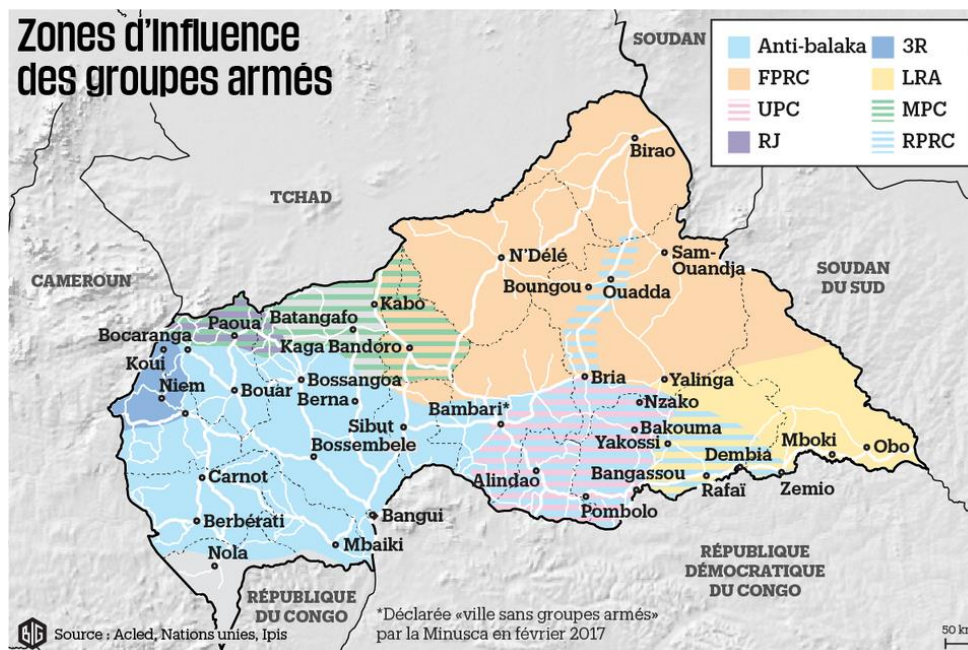 Zones d'Influence
des groupes armés
SOUDAN
Anti-balaka
3R
FPRC
LRA
UPC
MPC
RJ
RPRC
Birao
TCHAD
CAMEROUN
N'Délé
Sam-
Ouandja
SOUDAN
DU SUD
Boungou
Ouadda
Kabo
Paoua
Batangafo
Bocaranga
Kaga Bandoro
Koui
Niem
Bouar
Bossangoa
Bria
Yalinga
Berna
Nzako
Bambari*
Sibut
Bakouma
Bossembele
Yakossi
Mboki
Obo
Dembia
Carnot
Alindao
Bangassou
Rafaï
Zemio
Pombolo
Berbérati
Bangui
Mbaiki
Nola
RÉPUBLIQUE
DÉMOCRATIQUE
DU CONGO
RÉPUBLIQUE
DU CONGO
*Déclarée «ville sans groupes armés»
par la Minusca en février 2017
BIG
Source : Acled, Nations unies, Ipis
50 km